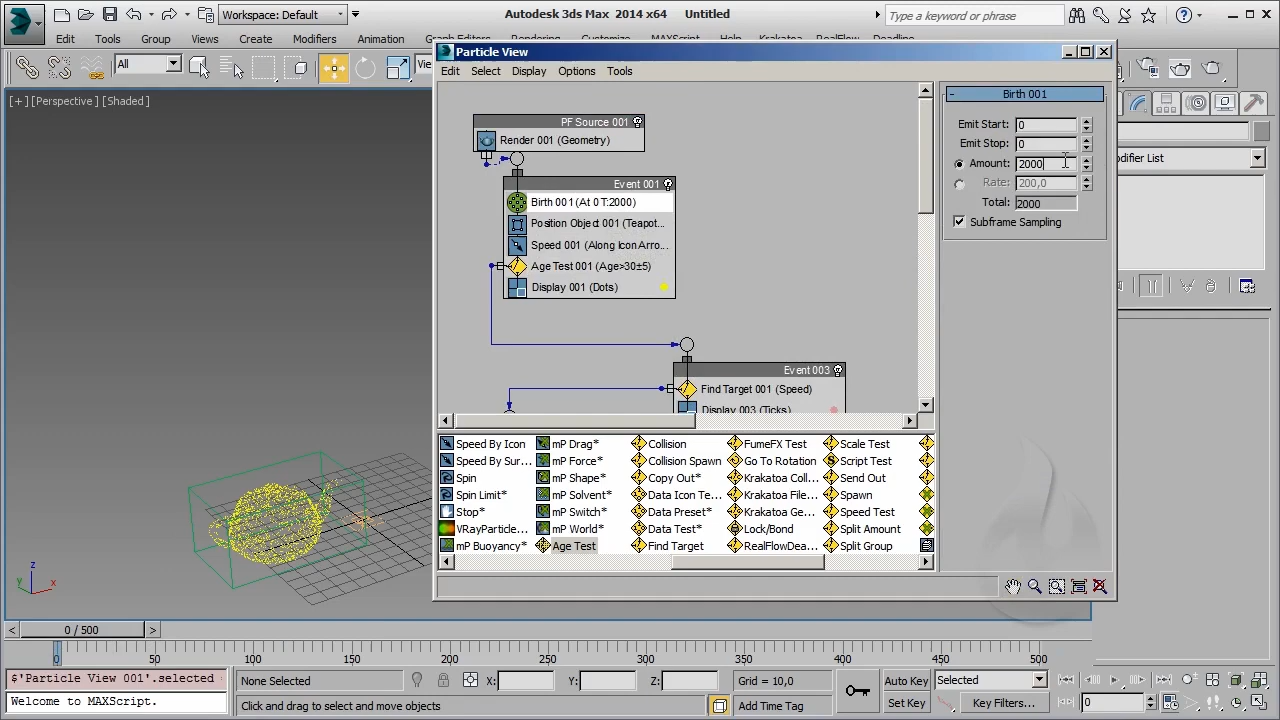 Workspace: Default
Autodesk 3ds Max 2014 x64 Untitled
Type a keyword or phrase
Edit Tools Group Views Create Modifiers Animation Graph Editors Rendering Customize MAXScript Krakatoa RealFlow Deadline
All
Particle View
Edit Select Display Options Tools
[+][Perspective][Shaded]
PF Source 001
Render 001 (Geometry)
Event 001
Birth 001 (At 0 T:2000)
Position Object 001 (Teapot...
Speed 001 (Along Icon Arro...
Age Test 001 (Age>30±5)
Display 001 (Dots)
Event 003
Find Target 001 (Speed)
Display 003 (Ticks)
Birth 001
Emit Start: 0
Emit Stop: 0
Amount: 2000
Rate: 200,0
Total: 2000
Subframe Sampling
odifier List
Speed By Icon mP Drag* Collision FumeFX Test Scale Test
Speed By Sur... mP Force* Collision Spawn Go To Rotation Script Test
Spin mP Shape* Copy Out* Krakatoa Coll... Send Out
Spin Limit* mP Solvent* Data Icon Te... Krakatoa File... Spawn
Stop* mP Switch* Data Preset* Krakatoa Ge... Speed Test
VRayParticle... mP World* Data Test* Lock/Bond Split Amount
mP Buoyancy* Age Test Find Target RealFlowDea... Split Group
z
x
0 / 500
0 50 100 150 200 250 300 350 400 450 500
$'Particle View 001'.selected
None Selected X: Y: Z: Grid = 10,0 Auto Key Selected
Welcome to MAXScript.
Click and drag to select and move objects Add Time Tag Set Key Key Filters... 0